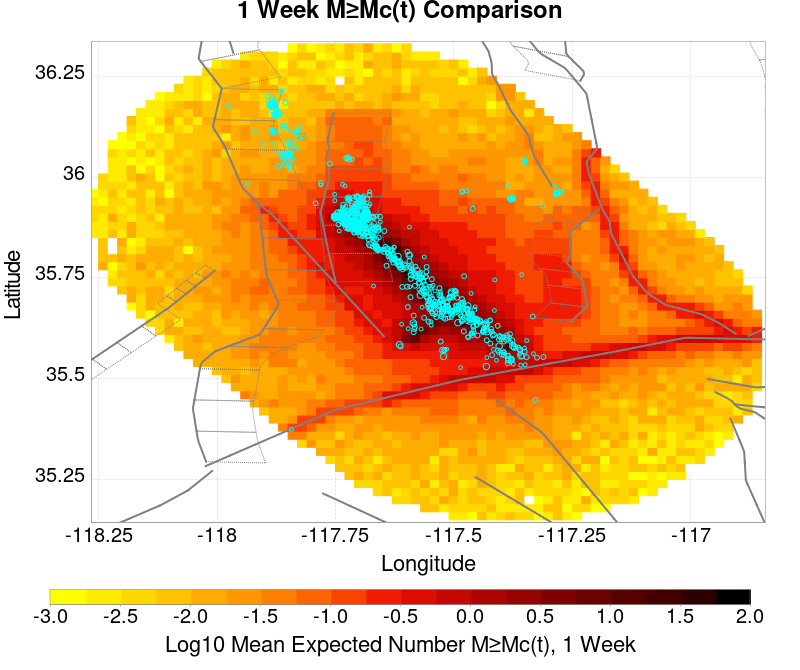 1 Week M≥Mc(t) Comparison
36.25
36
35.75
35.5
35.25
Latitude
-118.25 -118 -117.75 -117.5 -117.25 -117
Longitude
-3.0 -2.5 -2.0 -1.5 -1.0 -0.5 0.0 0.5 1.0 1.5 2.0
Log10 Mean Expected Number M≥Mc(t), 1 Week